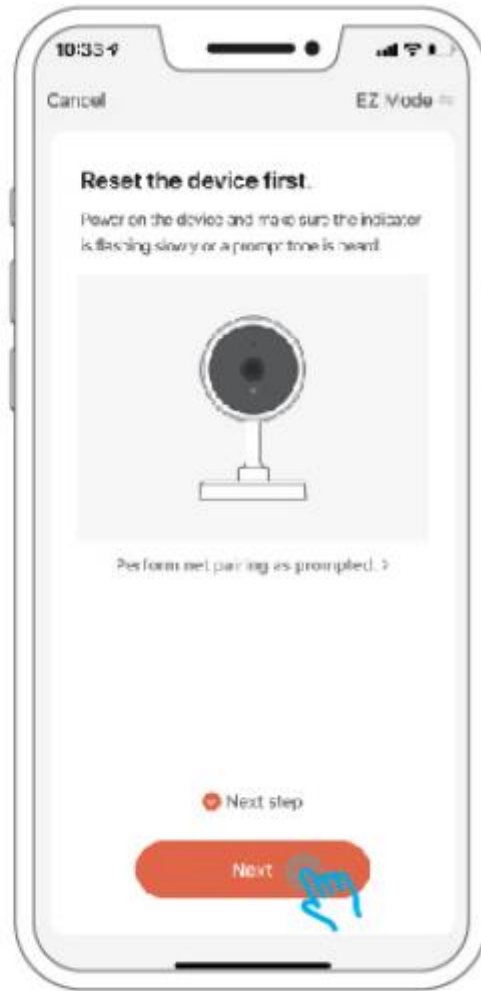 10:33
Cancel
EZ Mode
Reset the device first.
Power on the device and make sure the indicator
is flashing slowly or a prompt tone is heard.
Perform net pairing as prompted. >
Next step
Next